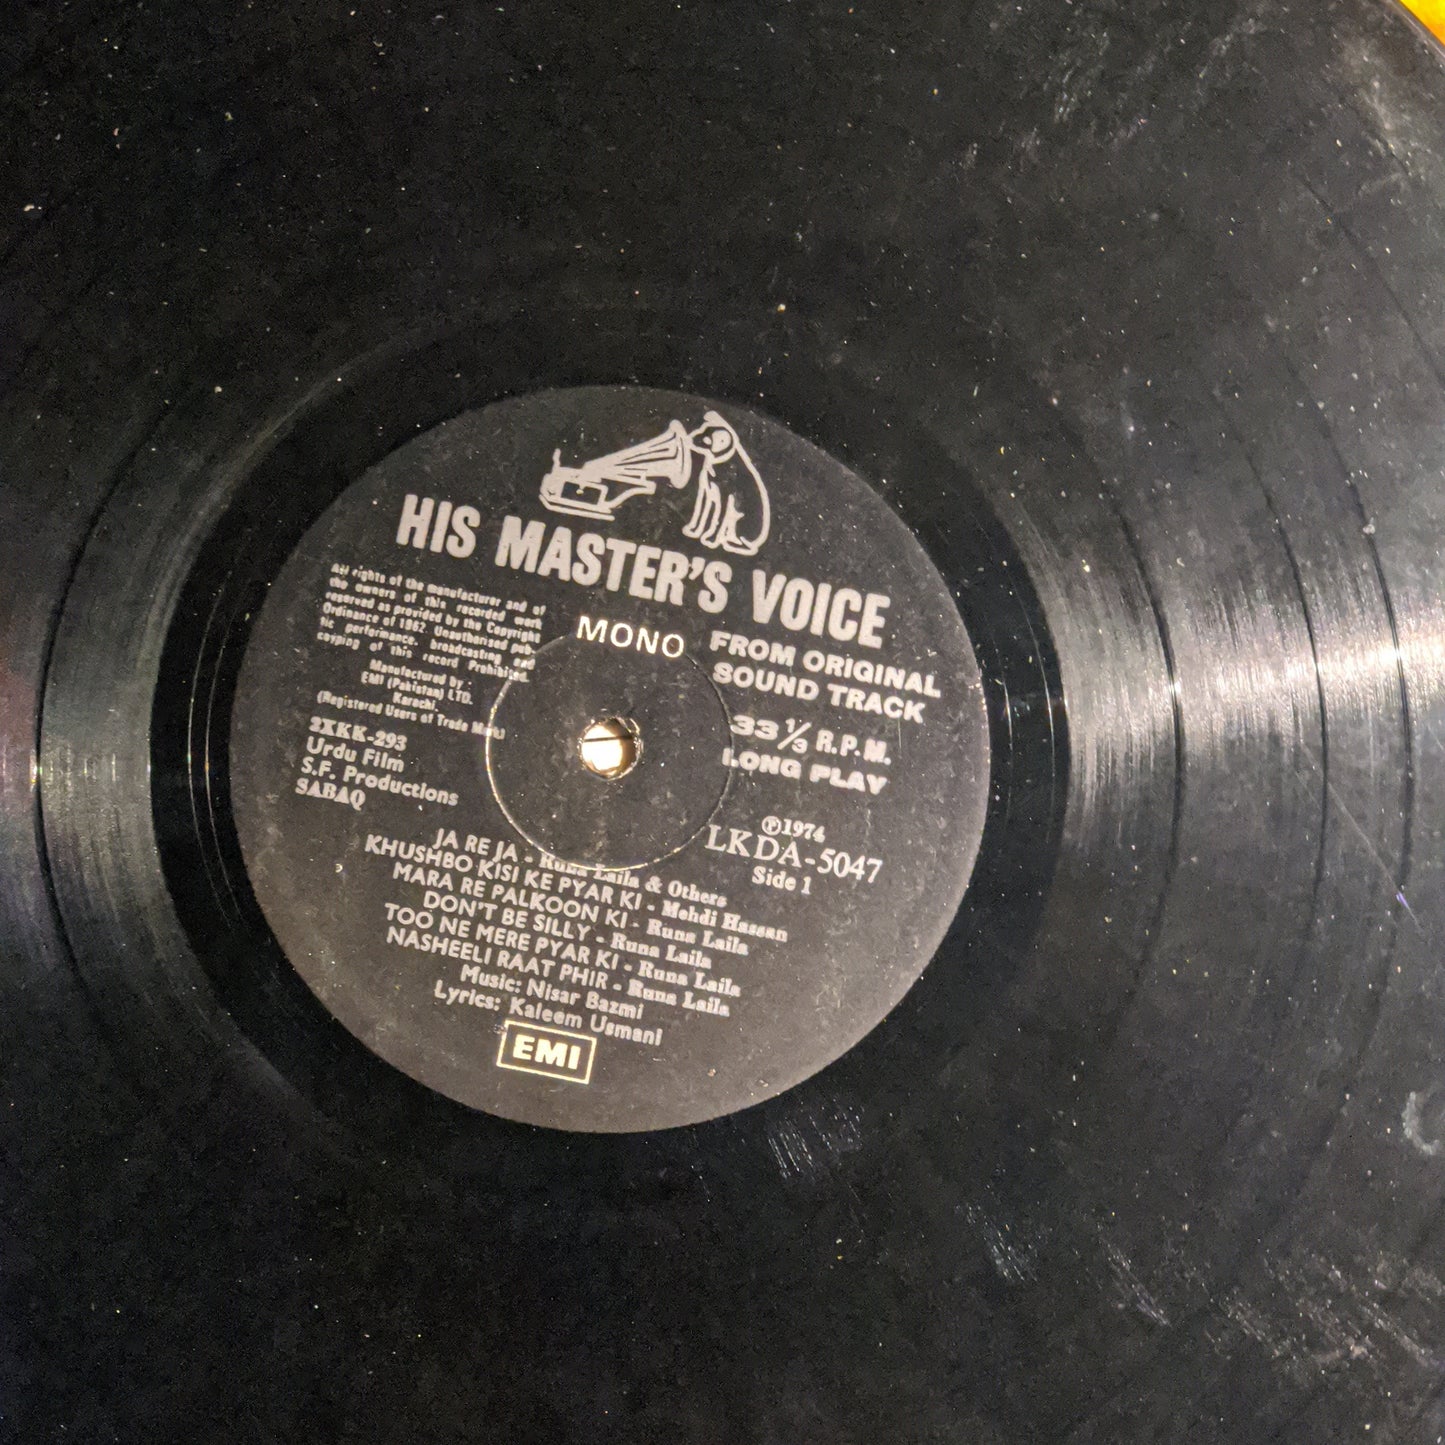 HIS MASTER'S VOICE
All rights of the manufacturer and of
the owners of this recorded work
reserved as provided by the Copyright
Ordinance of 1962. Unauthorised pub-
lic performance, broadcasting and
copying of this record Prohibited.
Manufactured by
EMI (Pakistan) LTD.
Karachi.
(Registered Users of Trade Mark)
MONO
FROM ORIGINAL
SOUND TRACK
33 1/3 R.P.M.
LONG PLAY
2XKK-293
Urdu Film
S.F. Productions
SABAQ
℗1974
LKDA-5047
Side 1
JA RE JA - Runa Laila & Others
KHUSHBO KISI KE PYAR KI - Mehdi Hassan
MARA RE PALKOON KI - Runa Laila
DON'T BE SILLY - Runa Laila
TOO NE MERE PYAR KI - Runa Laila
NASHEELI RAAT PHIR - Runa Laila
Music: Nisar Bazmi
Lyrics: Kaleem Usmani
EMI